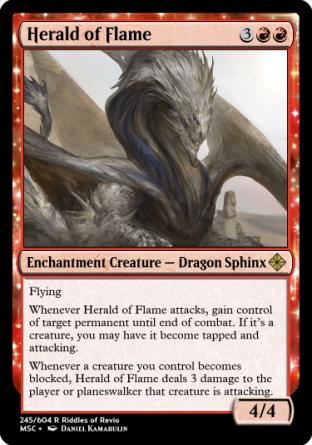 Herald of Flame 3
Enchantment Creature — Dragon Sphinx
Flying
Whenever Herald of Flame attacks, gain control
of target permanent until end of combat. If it's a
creature, you may have it become tapped and
attacking.
Whenever a creature you control becomes
blocked, Herald of Flame deals 3 damage to the
player or planeswalker that creature is attacking.
4/4
245/604 R Riddles of Revio
MSC • Daniel Kamarulin